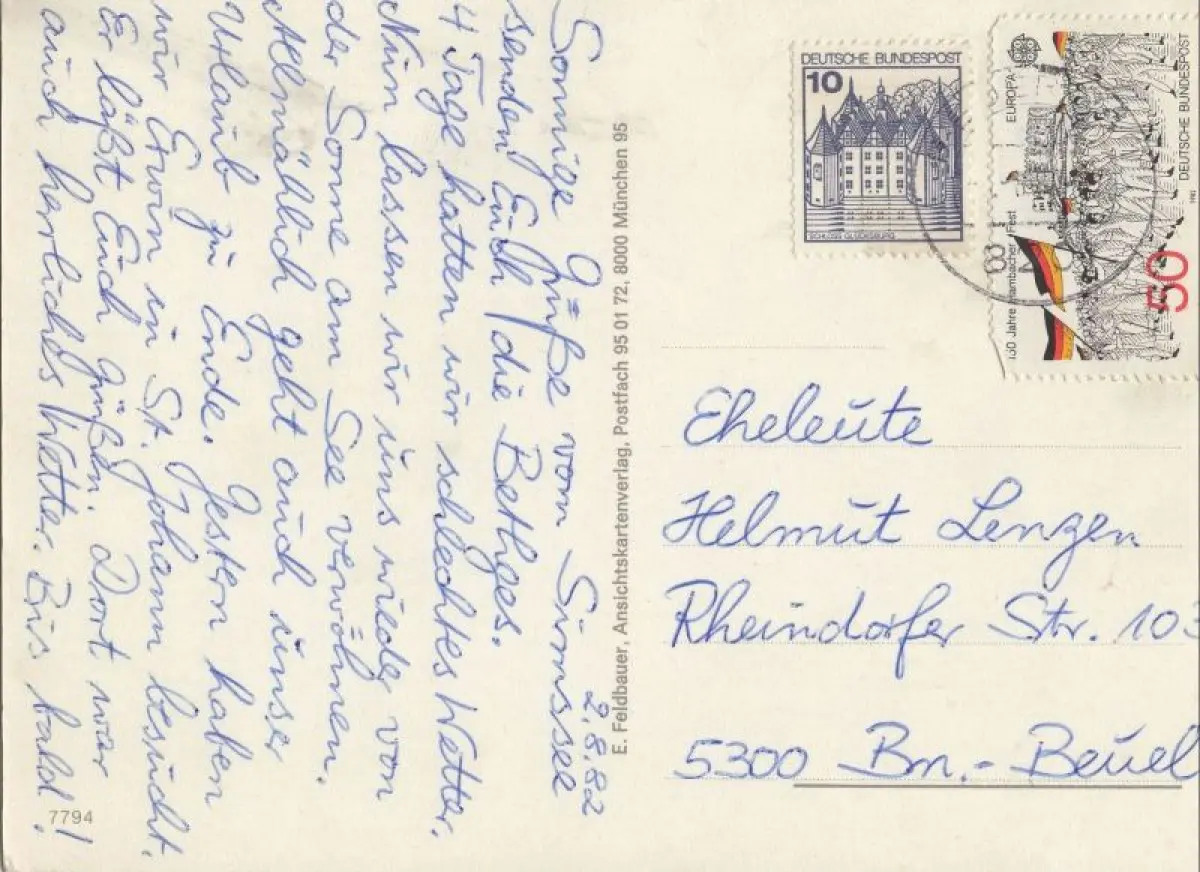 2.8.82
Sonnige Grüße vom Simssee
senden Euch die Bethges.
4 Tage hatten wir schlechtes Wetter.
Nun lassen wir uns wieder von
der Sonne am See verwöhnen.
Allmählich geht auch unser
Urlaub zu Ende. Gestern haben
wir Erwin in St. Johann besucht.
Er läßt Euch grüßen. Dort war
auch herrliches Wetter. Bis bald!
7794
E. Feldbauer, Ansichtskartenverlag, Postfach 95 01 72, 8000 München 95
DEUTSCHE BUNDESPOST
10
SCHLOSS GLÜCKSBURG
EUROPA
150 Jahre Hambacher Fest
DEUTSCHE BUNDESPOST
50
Eheleute
Helmut Lenzen
Rheindorfer Str. 103
5300 Bn.-Beuel